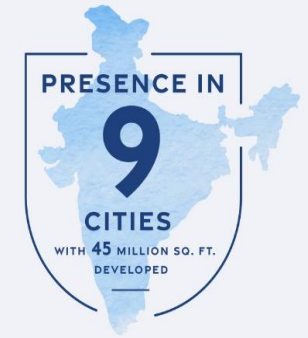 PRESENCE IN
9
CITIES
WITH 45 MILLION SQ. FT.
DEVELOPED